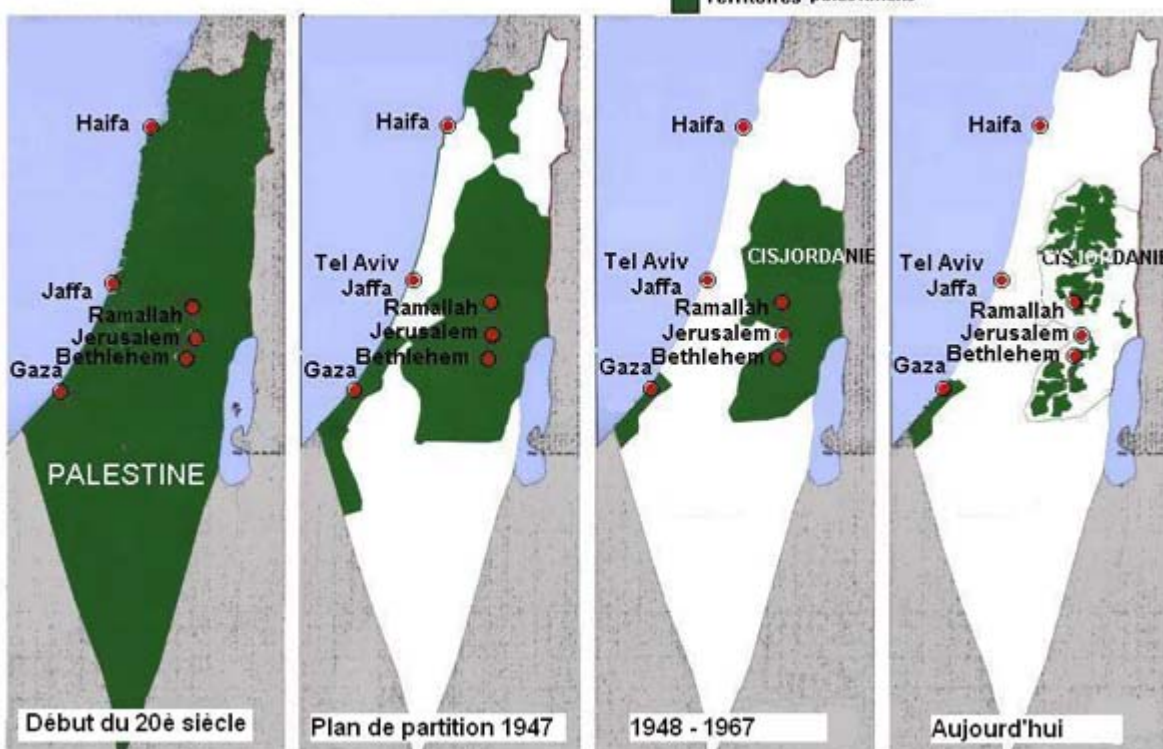 Territoires palestiniens
Haifa
Jaffa
Ramallah
Jerusalem
Bethlehem
Gaza
PALESTINE
Début du 20è siècle
Haifa
Tel Aviv
Jaffa
Ramallah
Jerusalem
Bethlehem
Gaza
Plan de partition 1947
Haifa
CISJORDANIE
Tel Aviv
Jaffa
Ramallah
Jerusalem
Bethlehem
Gaza
1948 - 1967
Haifa
CISJORDANIE
Tel Aviv
Jaffa
Ramallah
Jerusalem
Bethlehem
Gaza
Aujourd'hui